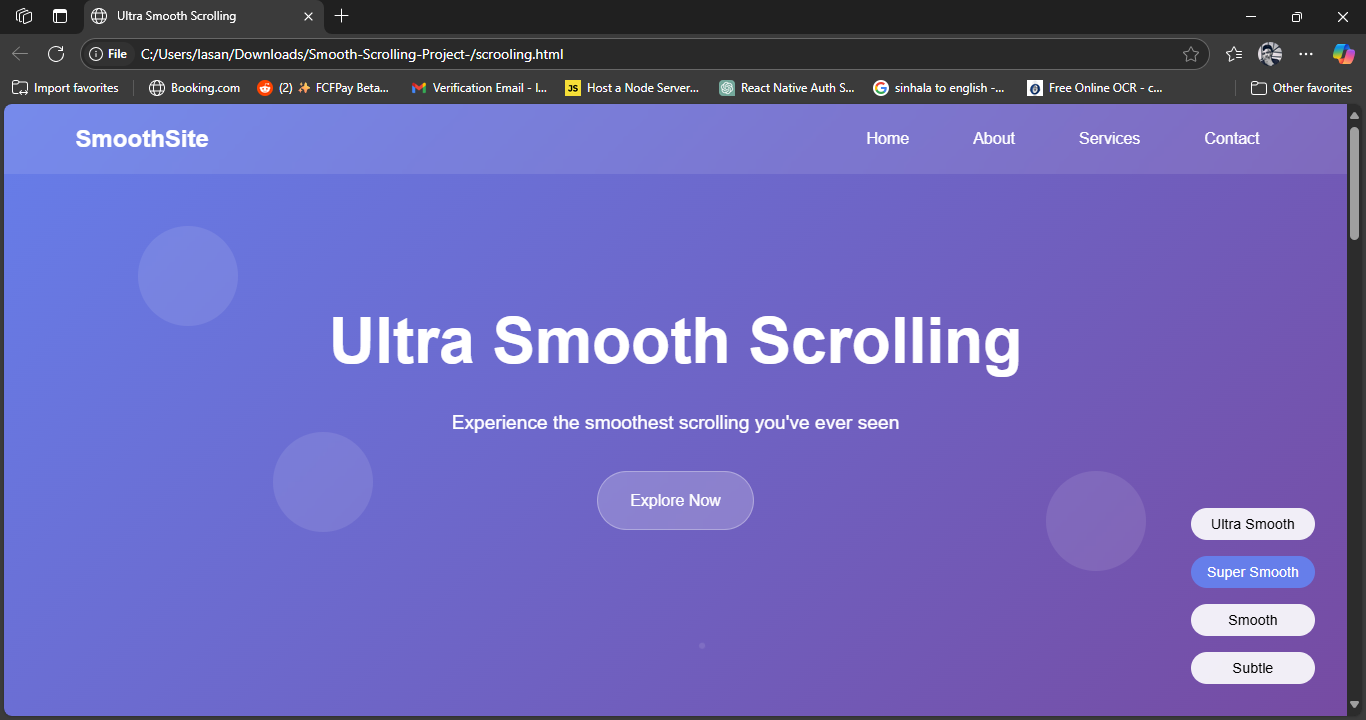 Ultra Smooth Scrolling
File C:/Users/lasan/Downloads/Smooth-Scrolling-Project-/scrooling.html
Import favorites Booking.com (2) ✨ FCFPay Beta... Verification Email - I... JS Host a Node Server... React Native Auth S... sinhala to english -... Free Online OCR - c... Other favorites
SmoothSite Home About Services Contact
Ultra Smooth Scrolling
Experience the smoothest scrolling you've ever seen
Explore Now
Ultra Smooth
Super Smooth
Smooth
Subtle